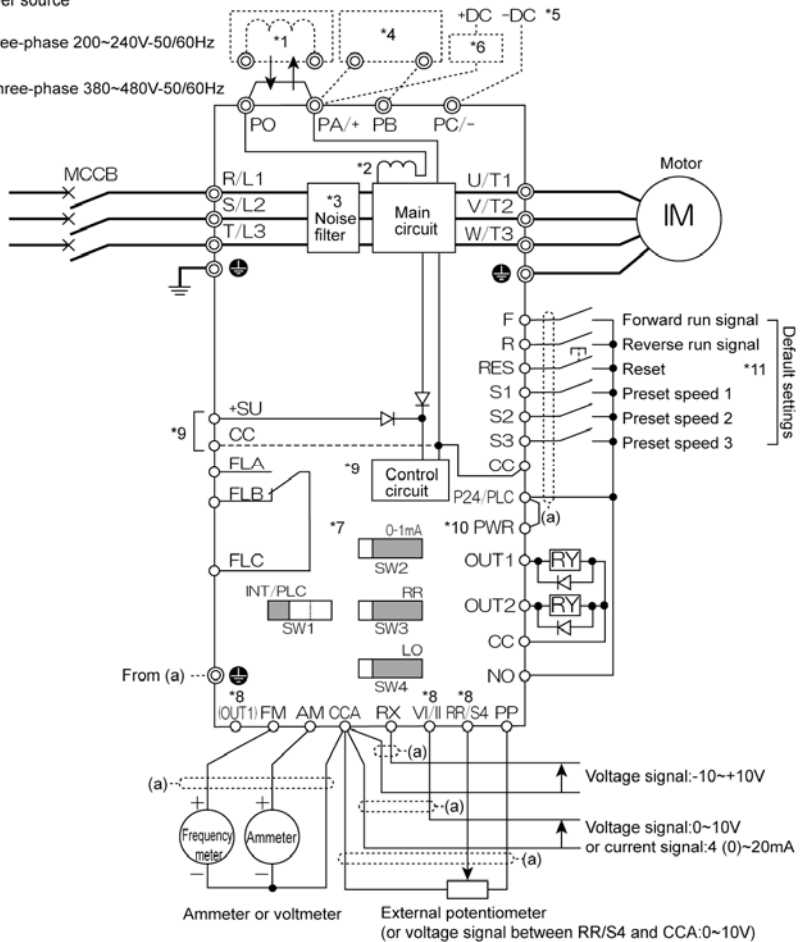 er source
ee-phase 200~240V-50/60Hz
hree-phase 380~480V-50/60Hz
*1
*4
+DC -DC *5
*6
PO PA/+ PB PC/-
*2
MCCB
R/L1
S/L2
T/L3
*3
Noise
filter
Main
circuit
U/T1
V/T2
W/T3
Motor
IM
F Forward run signal
R Reverse run signal
RES Reset *11
S1 Preset speed 1
S2 Preset speed 2
S3 Preset speed 3
Default settings
+SU
*9 CC
CC
FLA
FLB
FLC
*9 Control
circuit
P24/PLC
(a)
*7
*10 PWR
0-1mA
SW2
OUT1 RY
INT/PLC
SW1
RR
SW3
OUT2 RY
CC
LO
SW4
NO
From (a)
*8 *8 *8
(OUT1) FM AM CCA RX VI/II RR/S4 PP
(a)
Voltage signal:-10~+10V
(a)
(a)
Voltage signal:0~10V
or current signal:4 (0)~20mA
(a)
+ +
Frequency
meter
Ammeter
− −
Ammeter or voltmeter
External potentiometer
(or voltage signal between RR/S4 and CCA:0~10V)